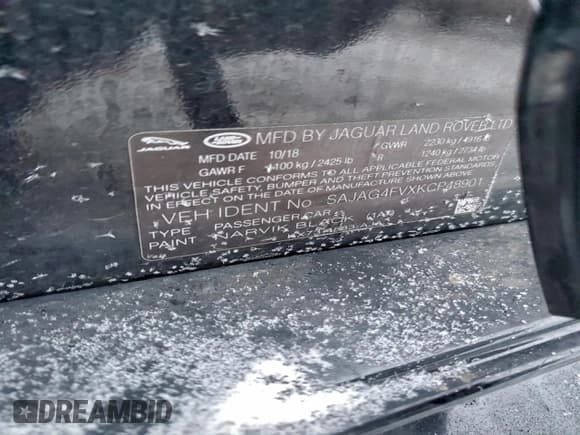 JAGUAR LAND ROVER MFD BY JAGUAR LAND ROVER LTD
MFD DATE 10/18 GVWR 2230 kg / 4916 lb
GAWR F 1100 kg / 2425 lb R 1240 kg / 2734 lb
THIS VEHICLE CONFORMS TO ALL APPLICABLE FEDERAL MOTOR
VEHICLE SAFETY, BUMPER AND THEFT PREVENTION STANDARDS
IN EFFECT ON THE DATE OF MANUFACTURE SHOWN ABOVE.
VEH IDENT No SAJAG4FVXKCP48901
TYPE PASSENGER CAR
PAINT NARVIK BLACK
DREAMBID